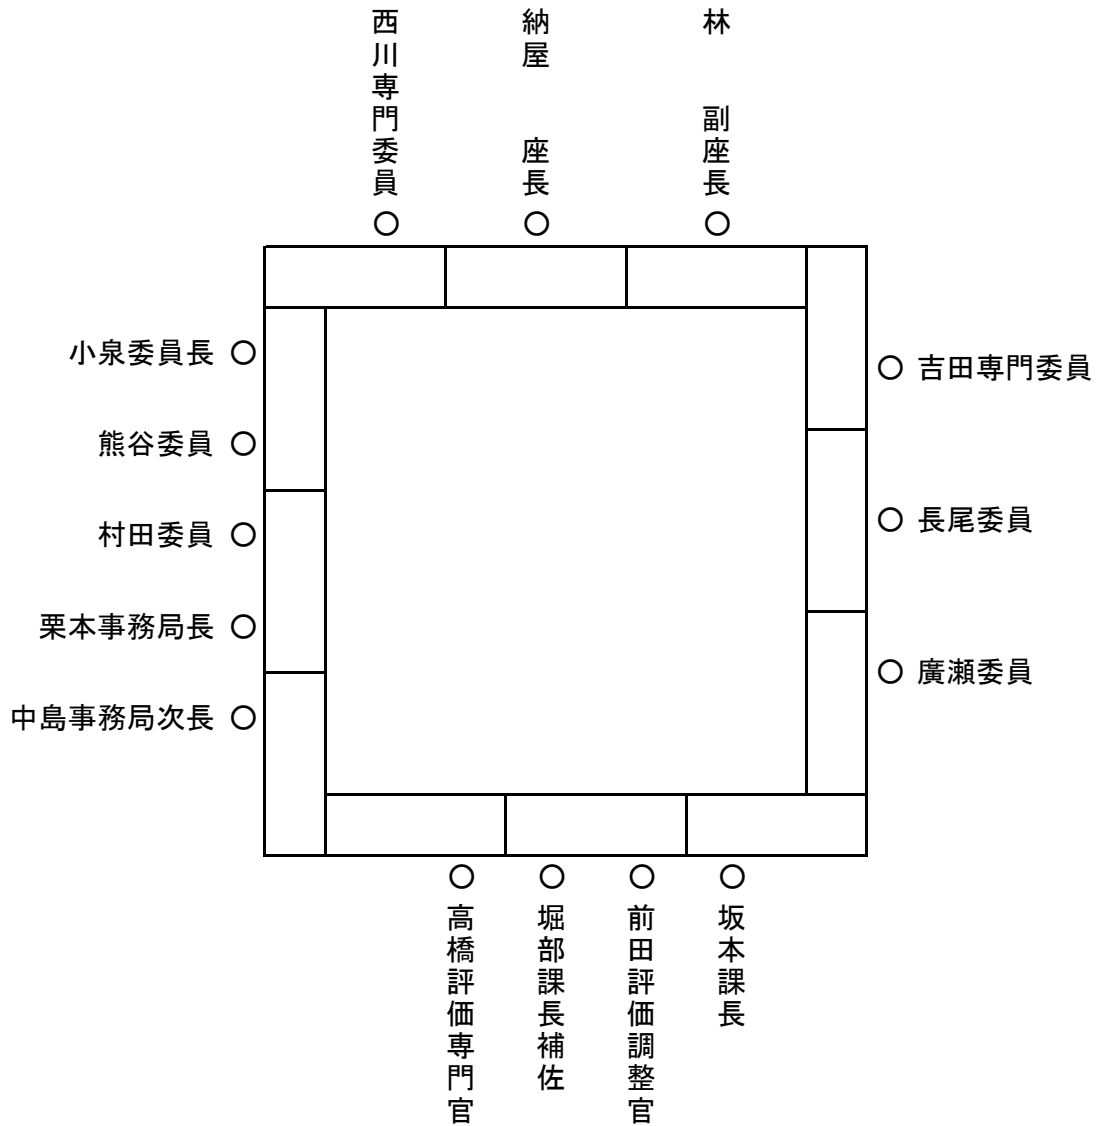 西川専門委員
納屋　　座長
林　　副座長
小泉委員長
熊谷委員
村田委員
栗本事務局長
中島事務局次長
吉田専門委員
長尾委員
廣瀬委員
高橋評価専門官
堀部課長補佐
前田評価調整官
坂本課長